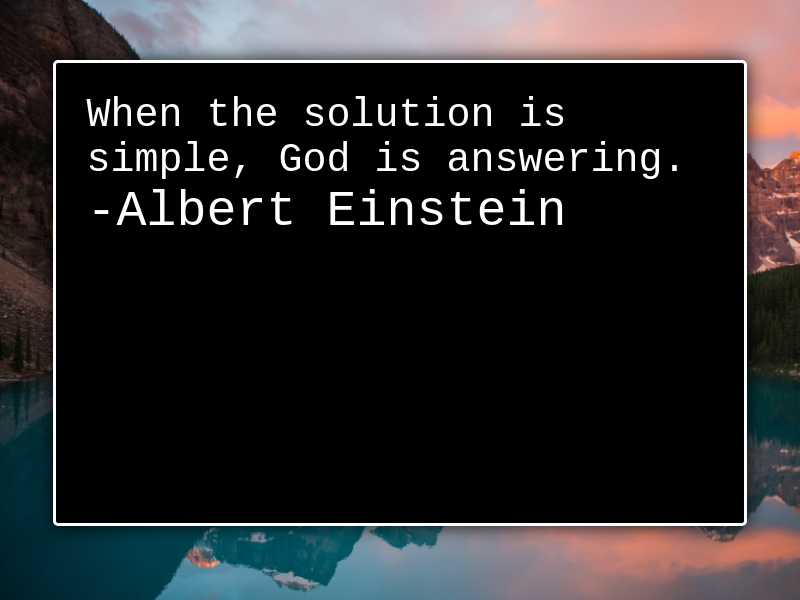 When the solution is
simple, God is answering.
-Albert Einstein